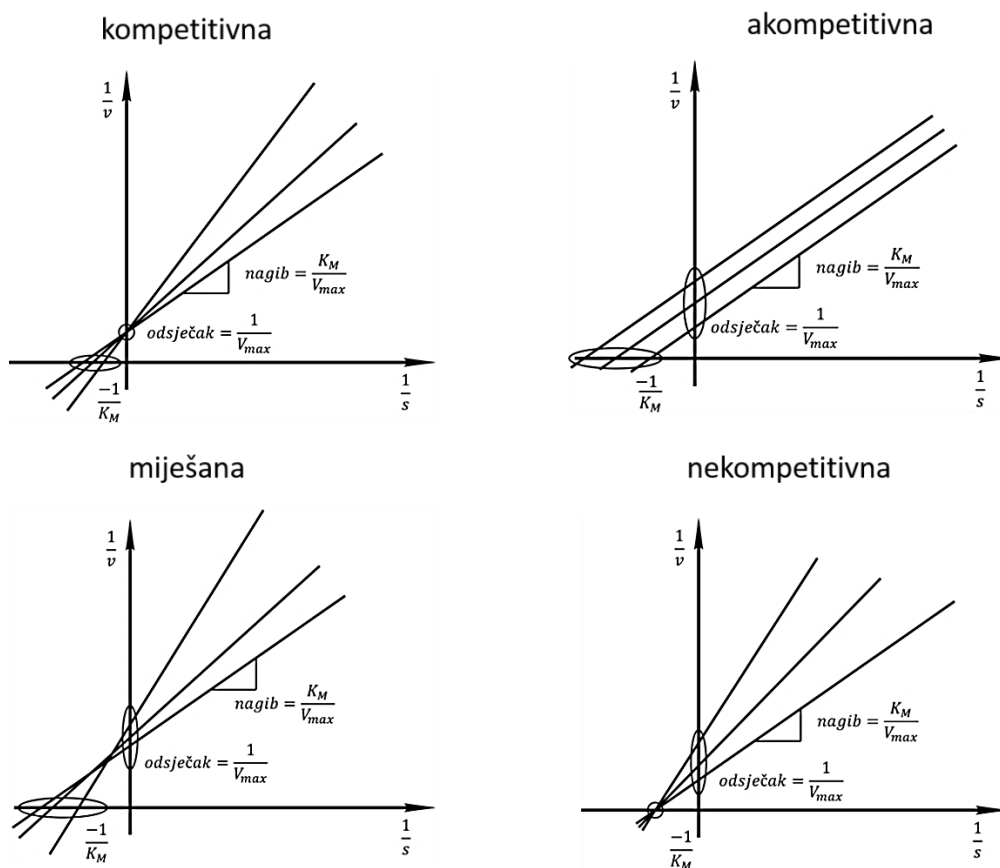 kompetitivna
1/v
nagib = K_M/V_max
odsječak = 1/V_max
-1/K_M
1/s
akompetitivna
1/v
nagib = K_M/V_max
odsječak = 1/V_max
-1/K_M
1/s
miješana
1/v
nagib = K_M/V_max
odsječak = 1/V_max
-1/K_M
1/s
nekompetitivna
1/v
nagib = K_M/V_max
odsječak = 1/V_max
-1/K_M
1/s